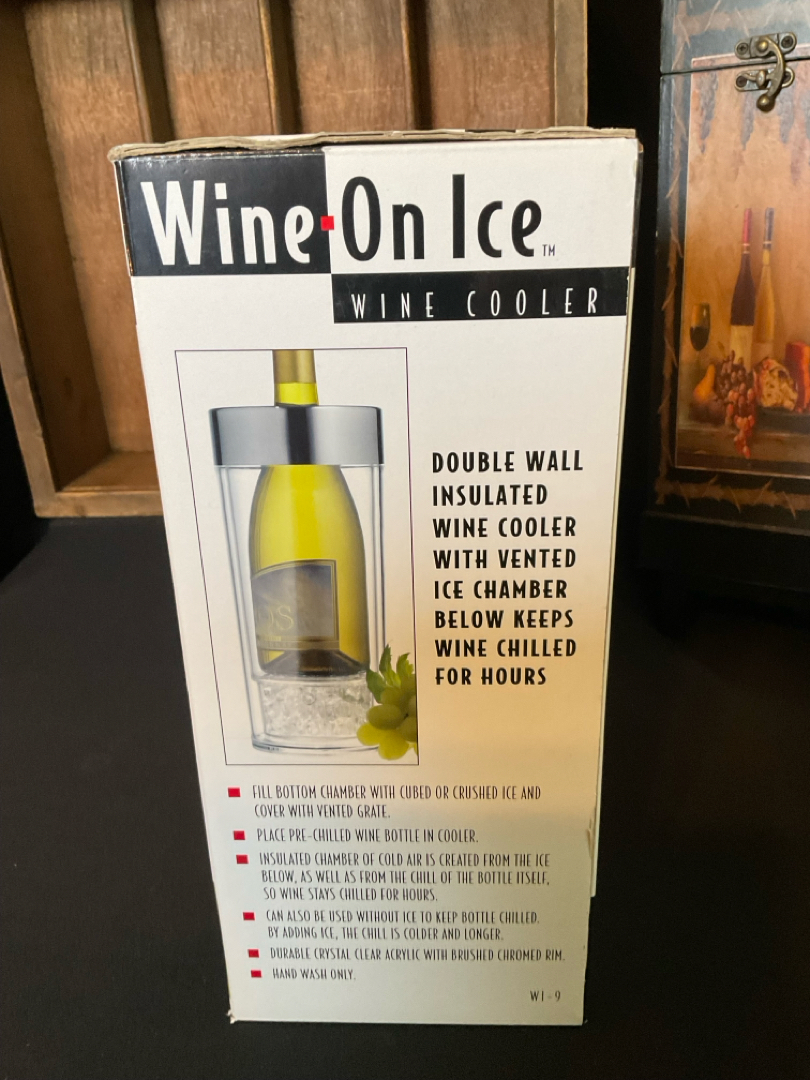 Wine·On Ice™
WINE COOLER
DOUBLE WALL
INSULATED
WINE COOLER
WITH VENTED
ICE CHAMBER
BELOW KEEPS
WINE CHILLED
FOR HOURS
FILL BOTTOM CHAMBER WITH CUBED OR CRUSHED ICE AND
COVER WITH VENTED GRATE.
PLACE PRE-CHILLED WINE BOTTLE IN COOLER.
INSULATED CHAMBER OF COLD AIR IS CREATED FROM THE ICE
BELOW, AS WELL AS FROM THE CHILL OF THE BOTTLE ITSELF,
SO WINE STAYS CHILLED FOR HOURS.
CAN ALSO BE USED WITHOUT ICE TO KEEP BOTTLE CHILLED.
BY ADDING ICE, THE CHILL IS COLDER AND LONGER.
DURABLE CRYSTAL CLEAR ACRYLIC WITH BRUSHED CHROMED RIM.
HAND WASH ONLY.
WI-9